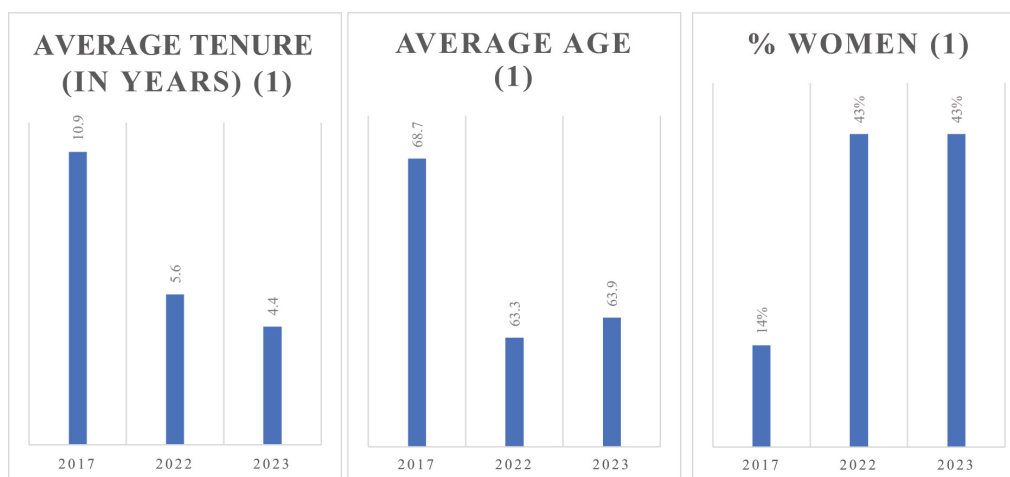 AVERAGE TENURE
(IN YEARS) (1)
10.9
5.6
4.4
2017 2022 2023
AVERAGE AGE
(1)
68.7
63.3
63.9
2017 2022 2023
% WOMEN (1)
14%
43%
43%
2017 2022 2023